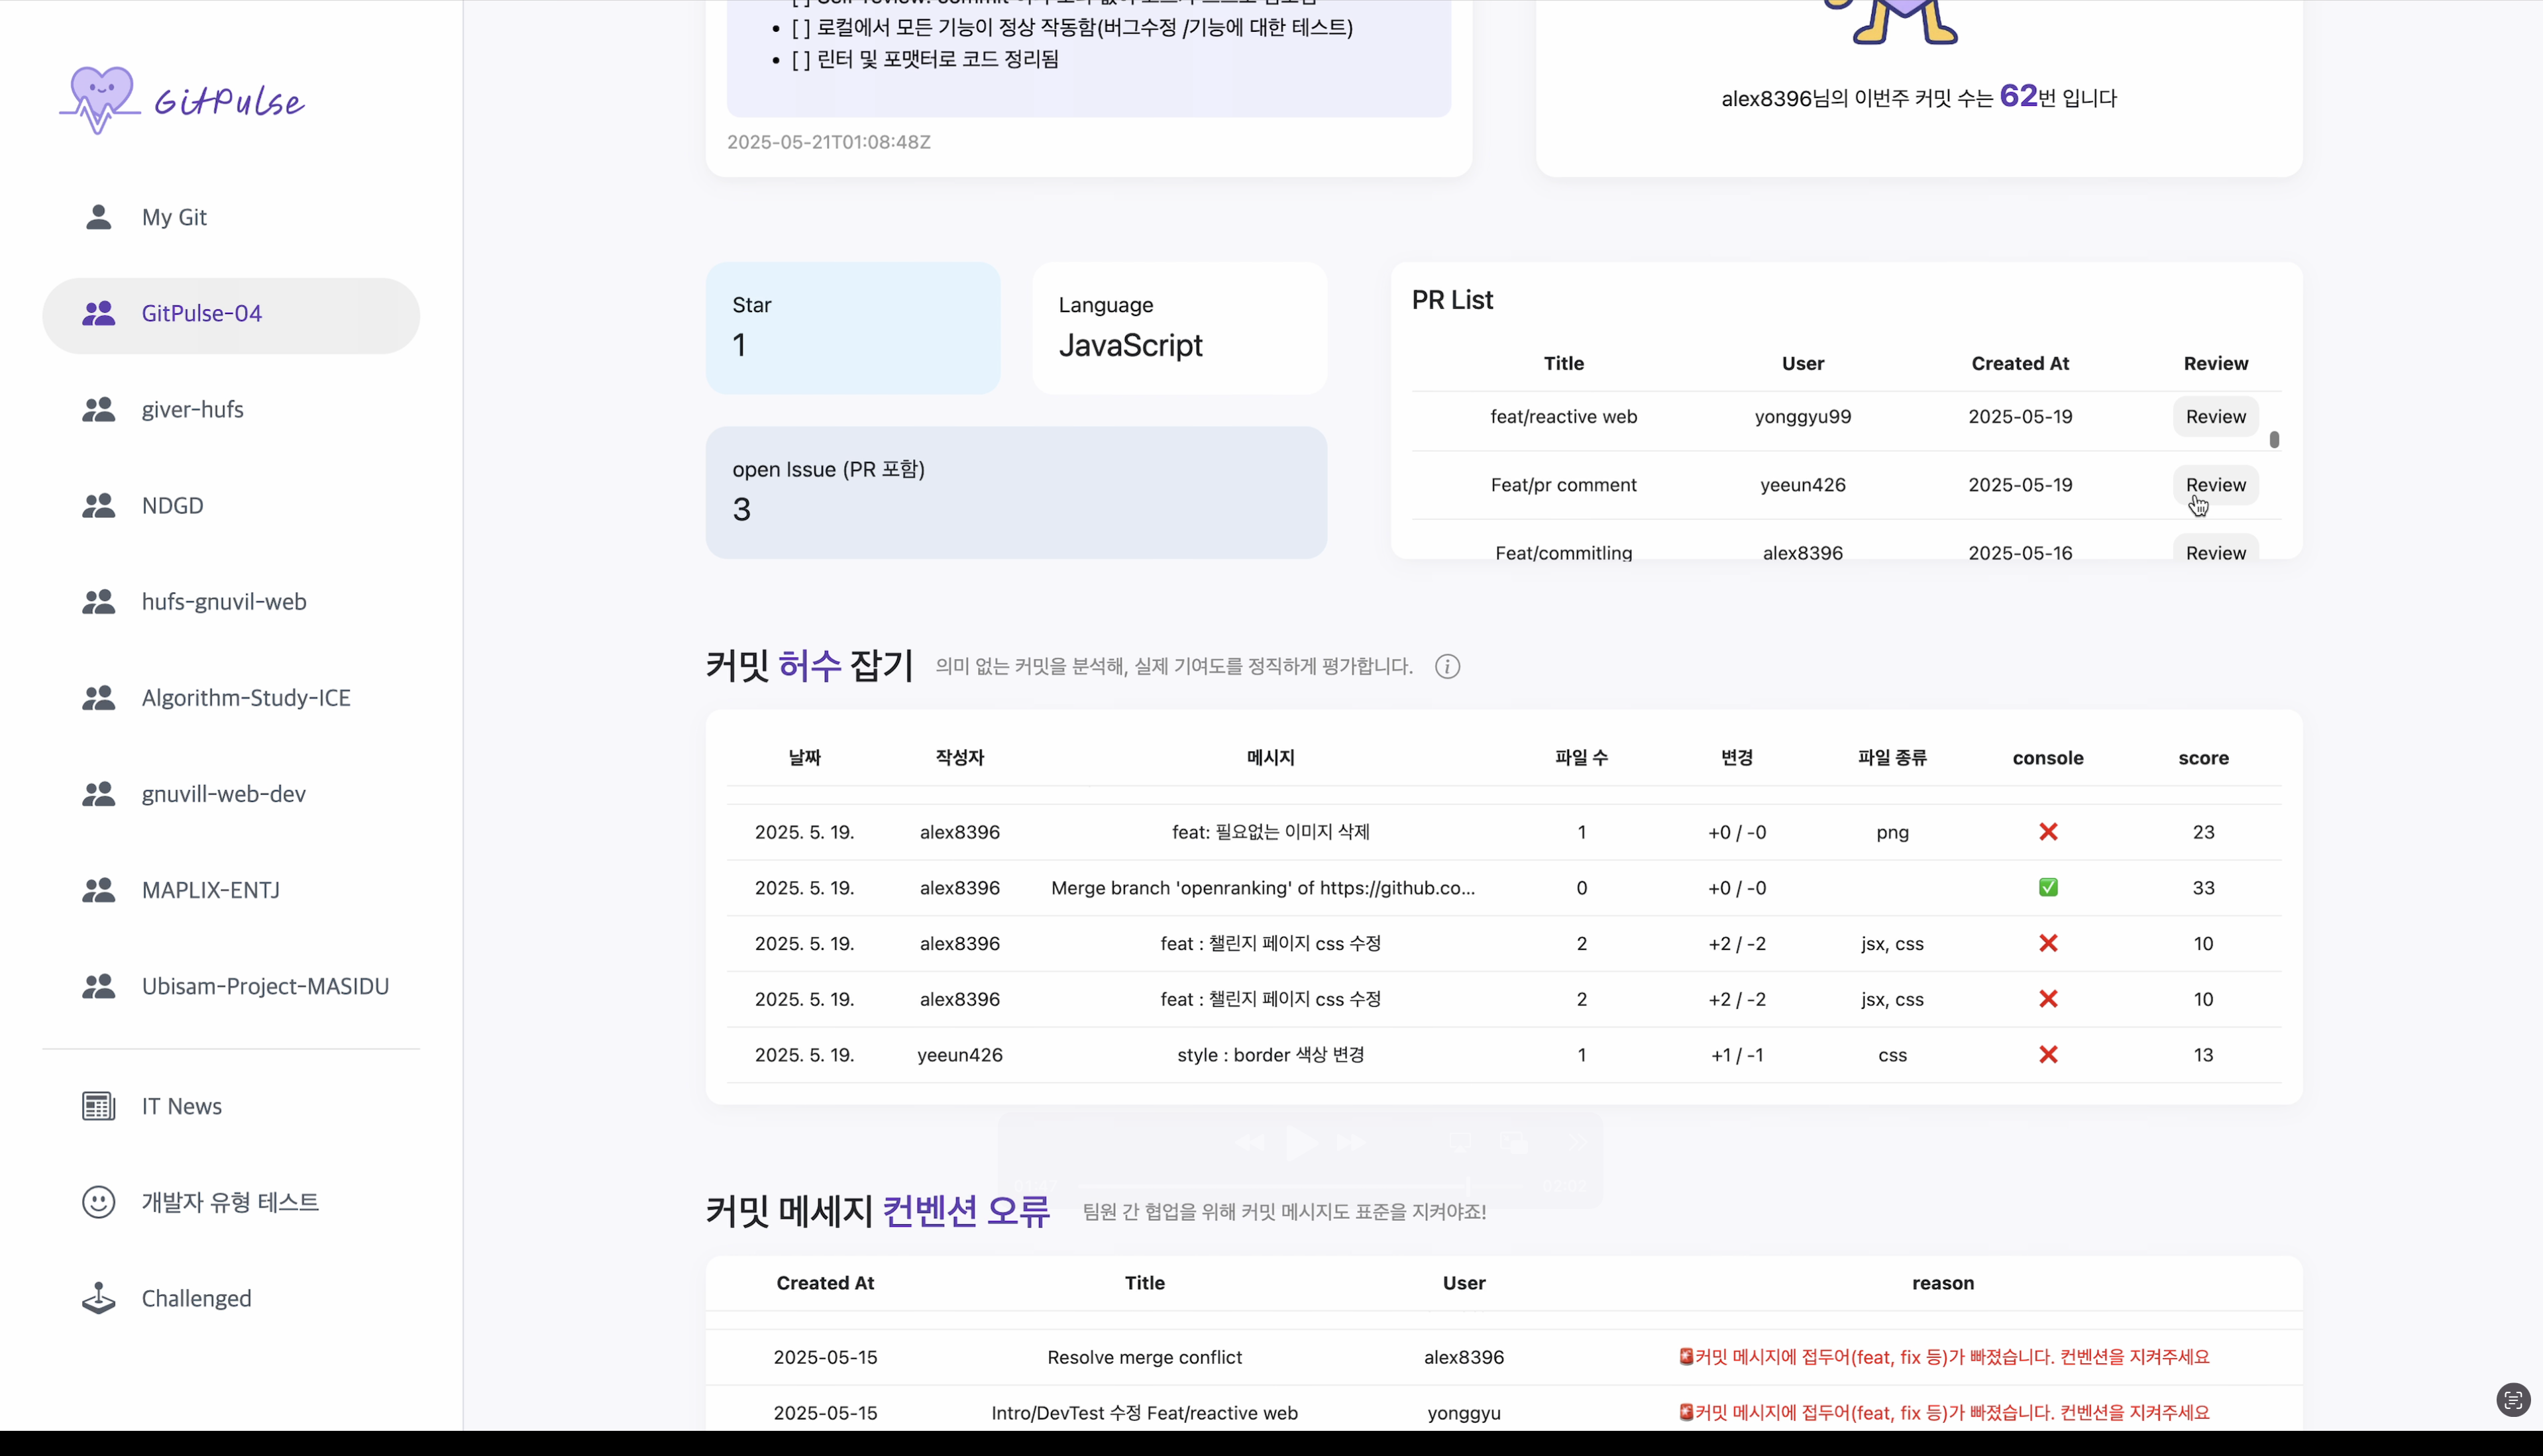 GitPulse
My Git
GitPulse-04
giver-hufs
NDGD
hufs-gnuvil-web
Algorithm-Study-ICE
gnuvill-web-dev
MAPLIX-ENTJ
Ubisam-Project-MASIDU
IT News
개발자 유형 테스트
Challenged
• [ ] 로컬에서 모든 기능이 정상 작동함(버그수정 /기능에 대한 테스트)
• [ ] 린터 및 포맷터로 코드 정리됨
2025-05-21T01:08:48Z
alex8396님의 이번주 커밋 수는 62번 입니다
Star
1
Language
JavaScript
open Issue (PR 포함)
3
PR List
Title User Created At Review
feat/reactive web yonggyu99 2025-05-19 Review
Feat/pr comment yeeun426 2025-05-19 Review
Feat/commitling alex8396 2025-05-16 Review
커밋 허수 잡기 의미 없는 커밋을 분석해, 실제 기여도를 정직하게 평가합니다.
날짜 작성자 메시지 파일 수 변경 파일 종류 console score
2025. 5. 19. alex8396 feat: 필요없는 이미지 삭제 1 +0 / -0 png ❌ 23
2025. 5. 19. alex8396 Merge branch 'openranking' of https://github.co... 0 +0 / -0 ✅ 33
2025. 5. 19. alex8396 feat : 챌린지 페이지 css 수정 2 +2 / -2 jsx, css ❌ 10
2025. 5. 19. alex8396 feat : 챌린지 페이지 css 수정 2 +2 / -2 jsx, css ❌ 10
2025. 5. 19. yeeun426 style : border 색상 변경 1 +1 / -1 css ❌ 13
커밋 메세지 컨벤션 오류 팀원 간 협업을 위해 커밋 메시지도 표준을 지켜야죠!
Created At Title User reason
2025-05-15 Resolve merge conflict alex8396 🚨커밋 메시지에 접두어(feat, fix 등)가 빠졌습니다. 컨벤션을 지켜주세요
2025-05-15 Intro/DevTest 수정 Feat/reactive web yonggyu 🚨커밋 메시지에 접두어(feat, fix 등)가 빠졌습니다. 컨벤션을 지켜주세요